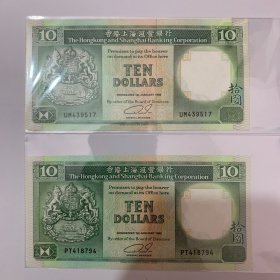 10 香港上海滙豐銀行 10
The Hongkong and Shanghai Banking Corporation
Promises to pay the bearer
on demand at its Office here
TEN
DOLLARS
By order of the Board of Directors
UM439517
UM439517
拾圓
10 香港上海滙豐銀行 10
The Hongkong and Shanghai Banking Corporation
Promises to pay the bearer
on demand at its Office here
TEN
DOLLARS
By order of the Board of Directors
PT418794
PT418794
拾圓